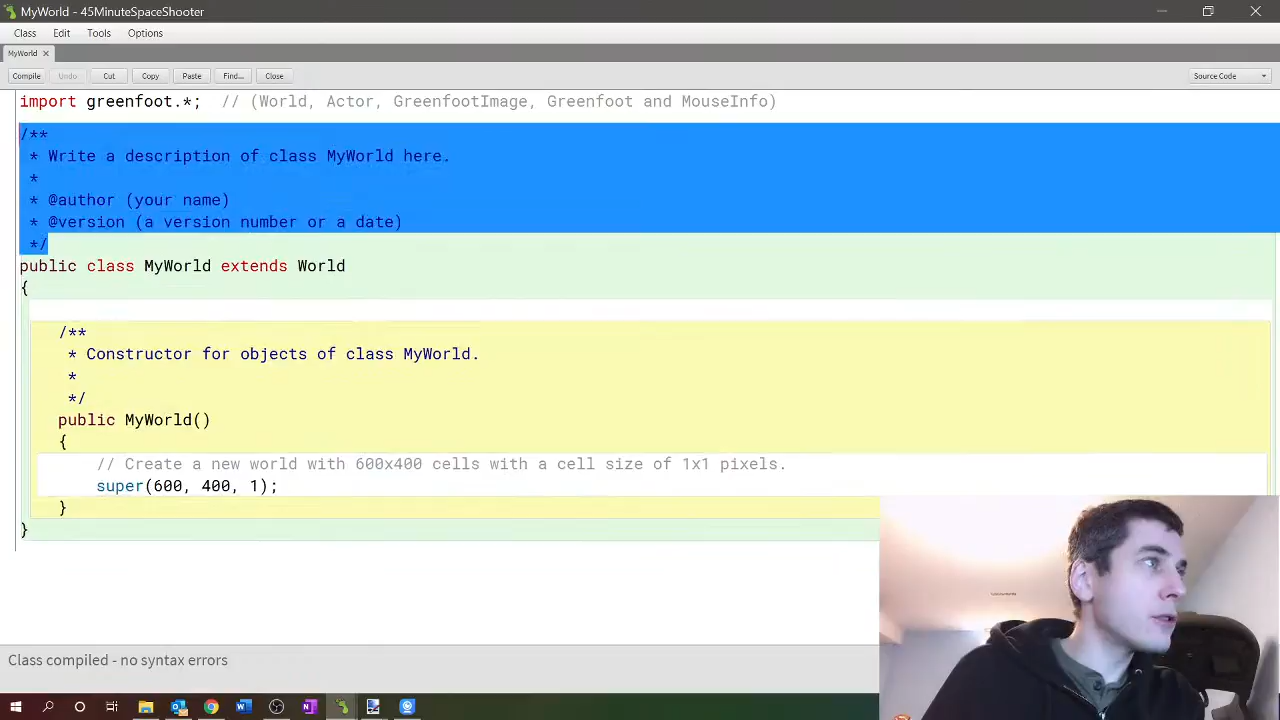 MyWorld - 45MinuteSpaceShooter
Class Edit Tools Options
MyWorld
Compile Undo Cut Copy Paste Find... Close Source Code
import greenfoot.*; // (World, Actor, GreenfootImage, Greenfoot and MouseInfo)
/**
* Write a description of class MyWorld here.
*
* @author (your name)
* @version (a version number or a date)
*/
public class MyWorld extends World
{
/**
* Constructor for objects of class MyWorld.
*
*/
public MyWorld()
{
// Create a new world with 600x400 cells with a cell size of 1x1 pixels.
super(600, 400, 1);
}
}
Class compiled - no syntax errors